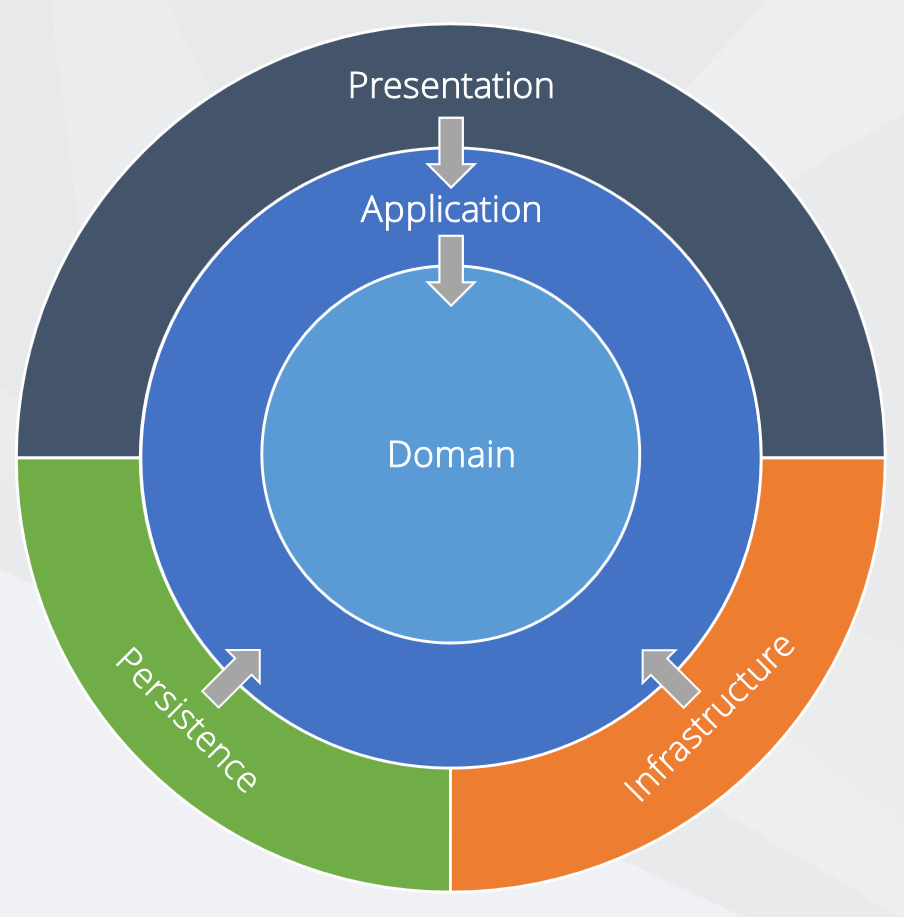 Presentation
Application
Domain
Persistence
Infrastructure